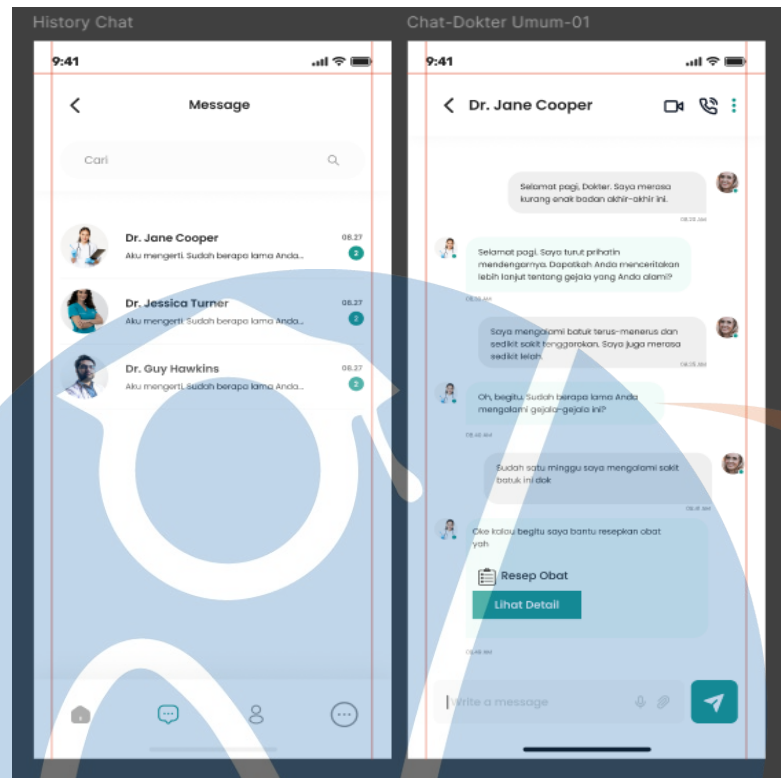 History Chat
9:41
Message
Cari
Dr. Jane Cooper
08.27
Aku mengerti. Sudah berapa lama Anda...
2
Dr. Jessica Turner
08.27
Aku mengerti. Sudah berapa lama Anda...
2
Dr. Guy Hawkins
08.27
Aku mengerti. Sudah berapa lama Anda...
2
Chat-Dokter Umum-01
9:41
Dr. Jane Cooper
Selamat pagi, Dokter. Saya merasa
kurang enak badan akhir-akhir ini.
Selamat pagi. Saya turut prihatin
mendengarnya. Dapatkah Anda menceritakan
lebih lanjut tentang gejala yang Anda alami?
Saya mengalami batuk terus-menerus dan
sedikit sakit tenggorokan. Saya juga merasa
sedikit lelah.
Oh, begitu. Sudah berapa lama Anda
mengalami gejala-gejala ini?
Sudah satu minggu saya mengalami sakit
batuk ini dok
Oke kalau begitu saya bantu resepkan obat
yah
Resep Obat
Lihat Detail
Write a message